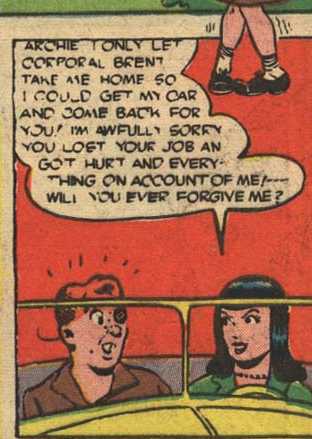 ARCHIE I ONLY LET
CORPORAL BRENT
TAKE ME HOME SO
I COULD GET MY CAR
AND COME BACK FOR
YOU! I'M AWFULLY SORRY
YOU LOST YOUR JOB AN
GOT HURT AND EVERY-
THING ON ACCOUNT OF ME!---
WILL YOU EVER FORGIVE ME?